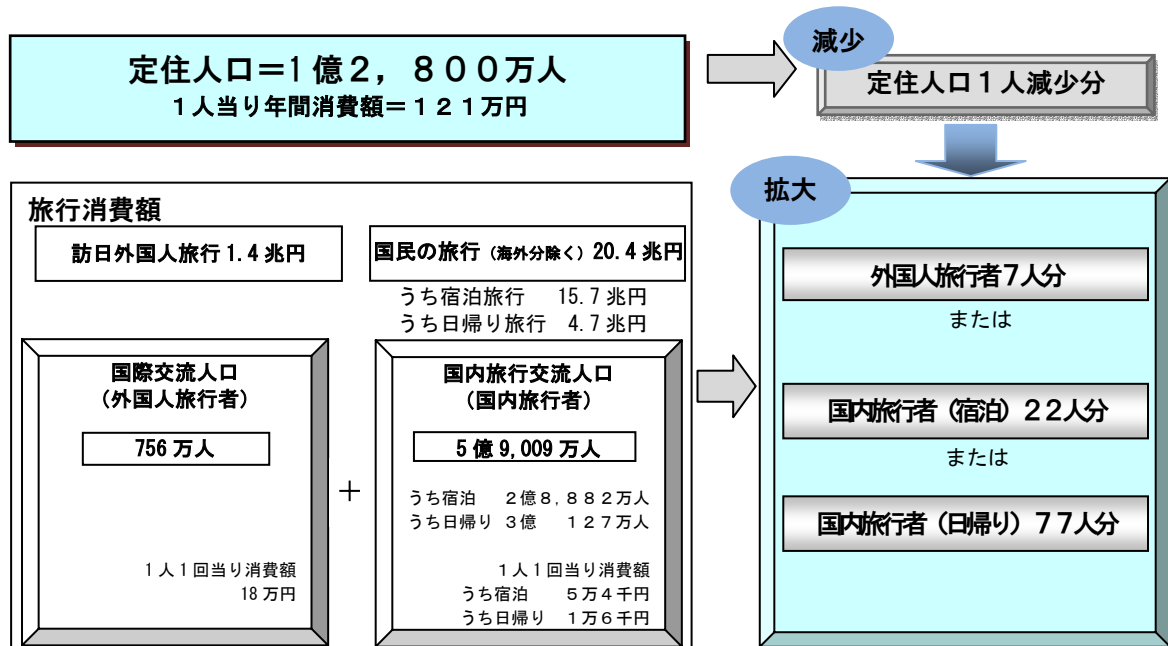 定住人口＝1億２，８００万人
１人当り年間消費額＝１２１万円
減少
定住人口１人減少分
旅行消費額
訪日外国人旅行 1.4 兆円
国民の旅行（海外分除く）20.4 兆円
うち宿泊旅行　15.7 兆円
うち日帰り旅行　4.7 兆円
国際交流人口
（外国人旅行者）
756 万人
１人１回当り消費額
18 万円
＋
国内旅行交流人口
（国内旅行者）
5 億 9,009 万人
うち宿泊　２億８,８８２万人
うち日帰り ３億　１２７万人
１人１回当り消費額
うち宿泊　５万４千円
うち日帰り　１万６千円
拡大
外国人旅行者７人分
または
国内旅行者（宿泊）２２人分
または
国内旅行者（日帰り）７７人分